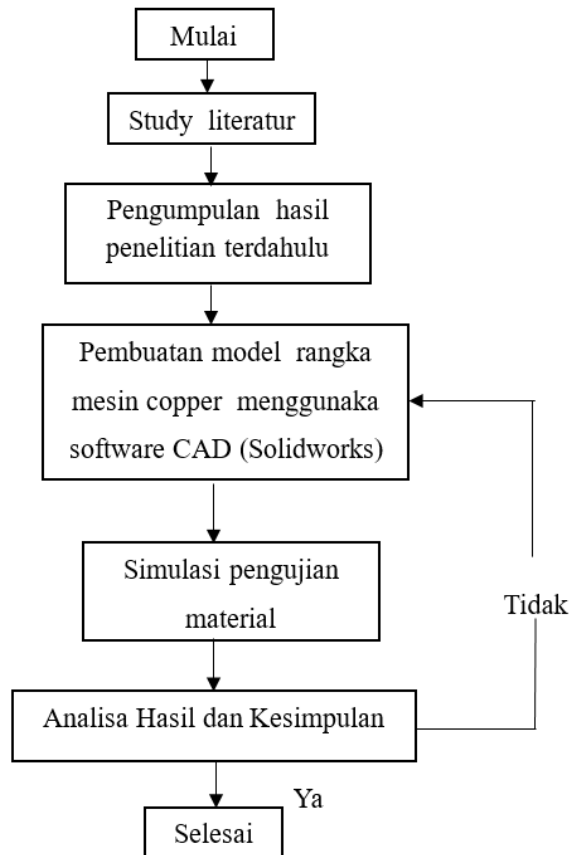 Mulai
Study literatur
Pengumpulan hasil
penelitian terdahulu
Pembuatan model rangka
mesin copper menggunaka
software CAD (Solidworks)
Simulasi pengujian
material
Tidak
Analisa Hasil dan Kesimpulan
Ya
Selesai